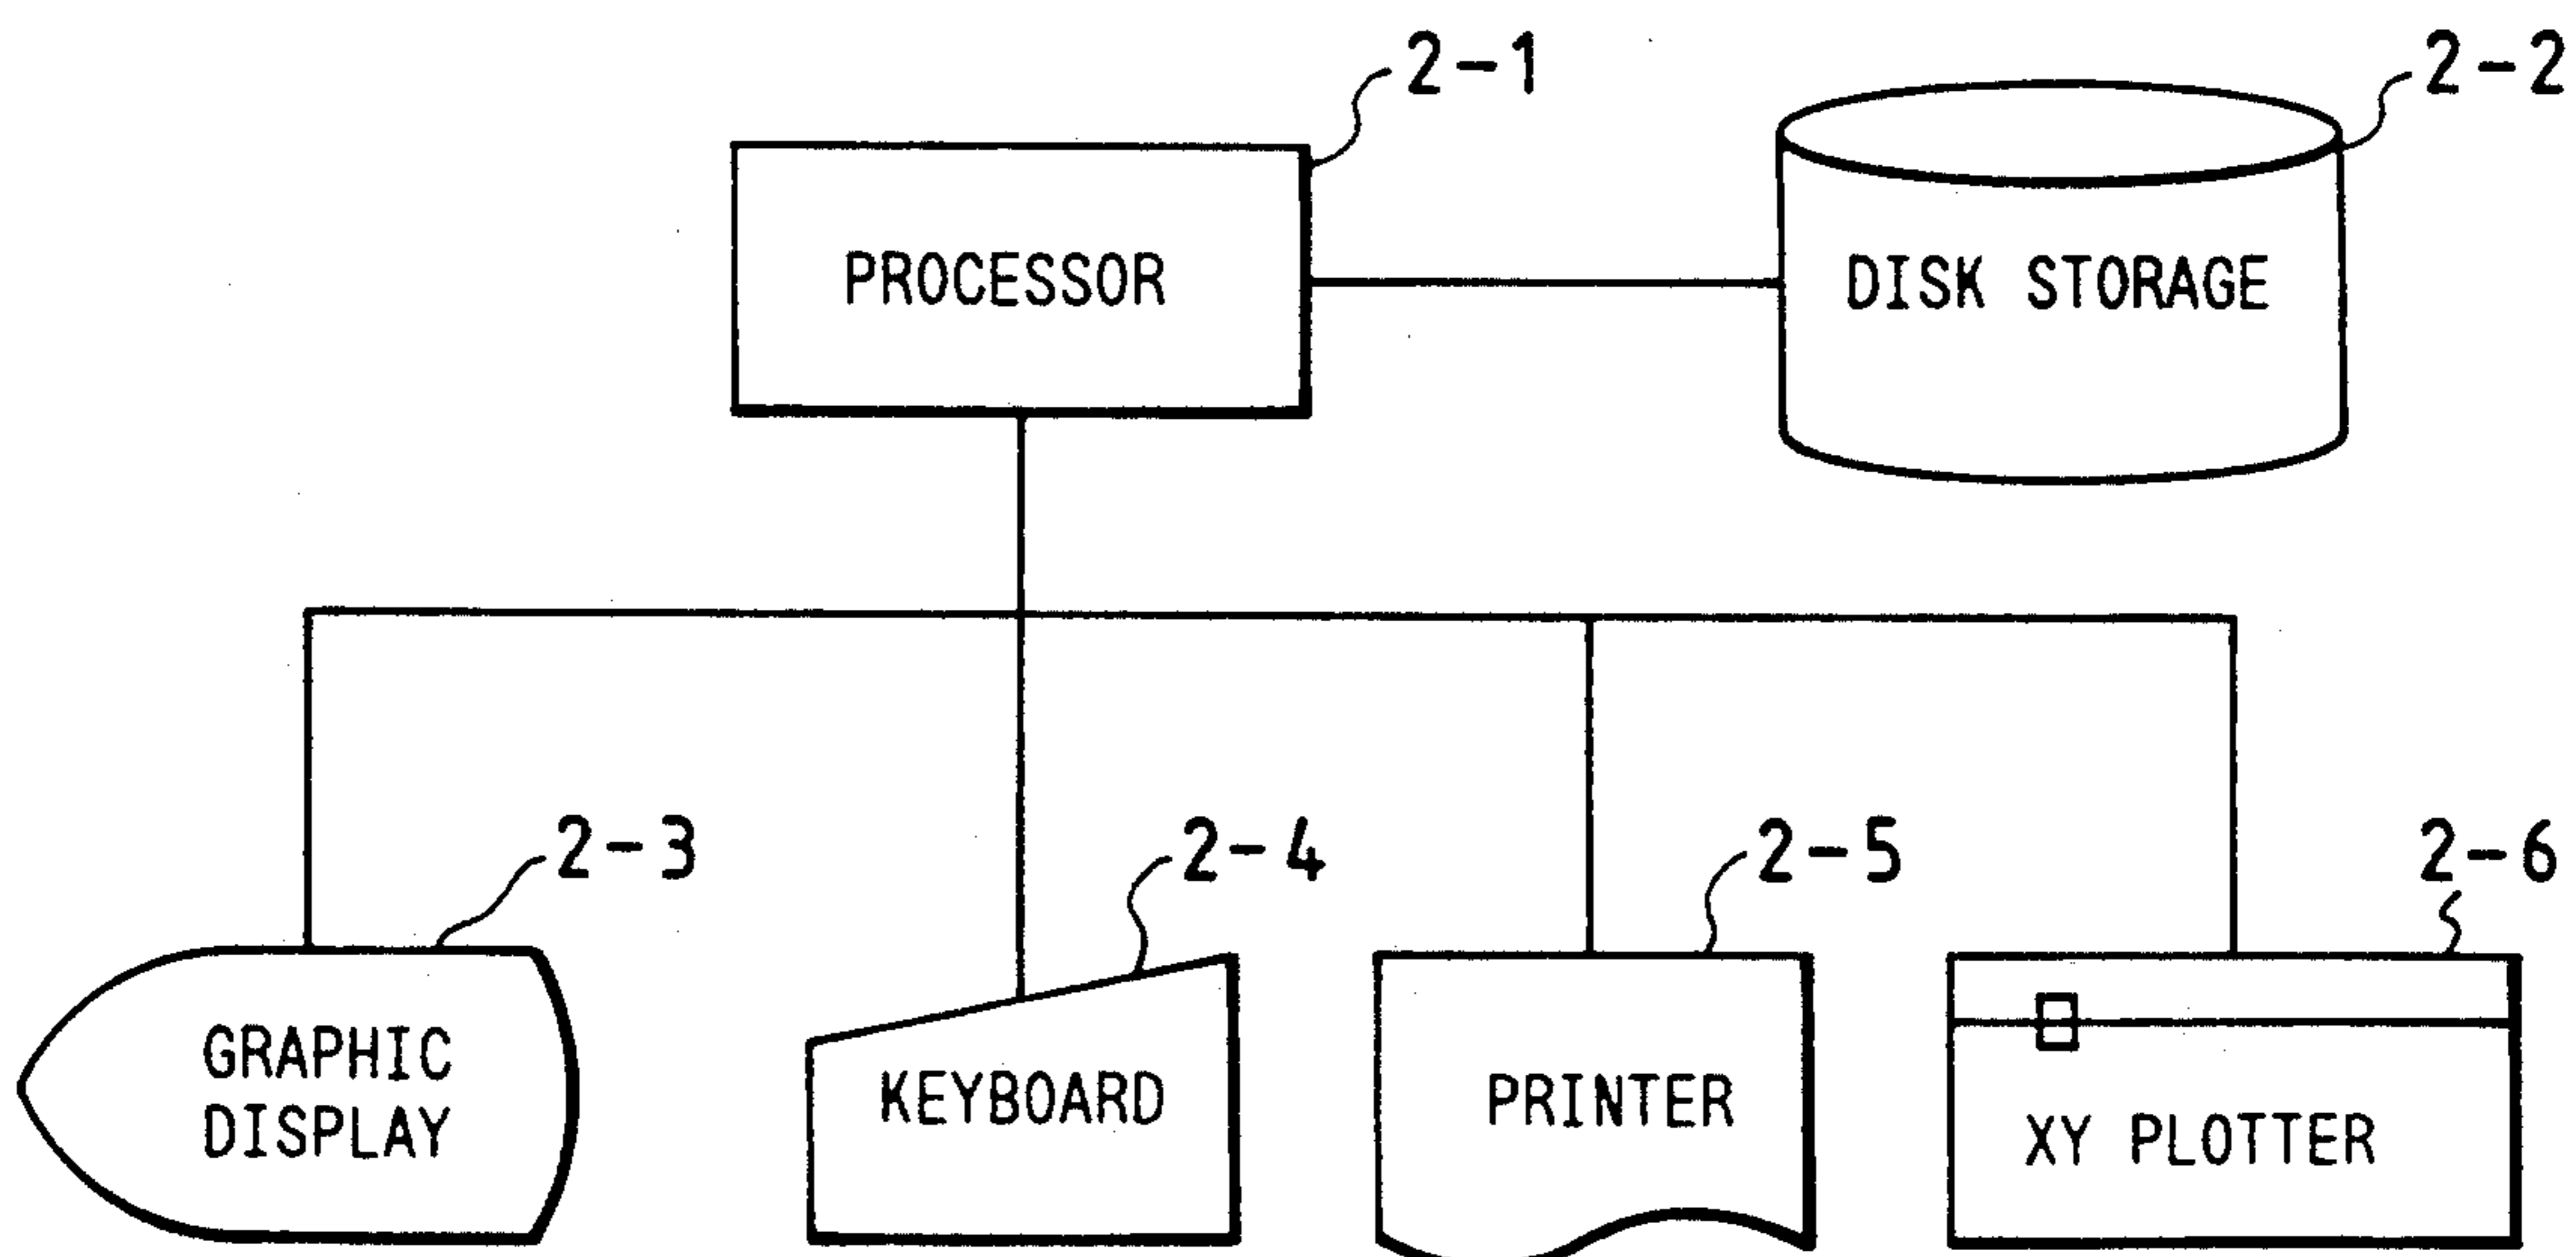 2-1
2-2
PROCESSOR
DISK STORAGE
2-3
2-4
2-5
2-6
GRAPHIC
DISPLAY
KEYBOARD
PRINTER
XY PLOTTER